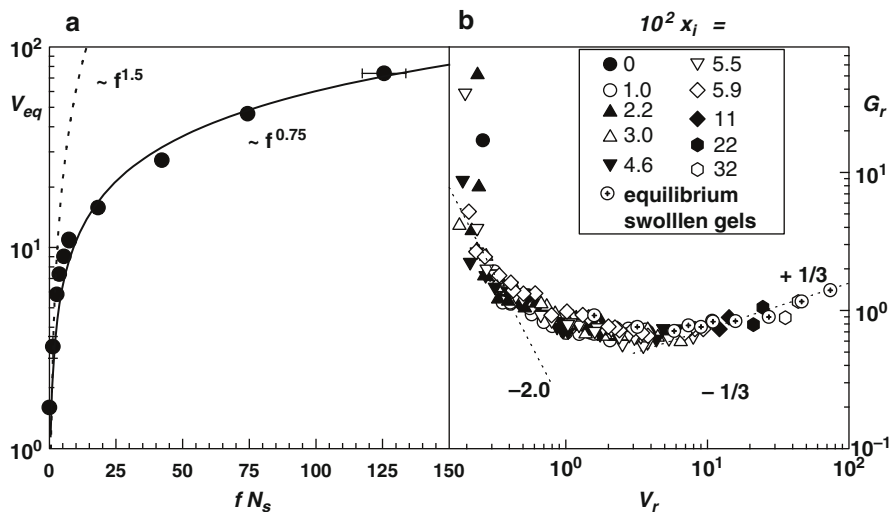 a
b
10² xᵢ =
10²
10¹
10⁰
V_eq
~ f^1.5
~ f^0.75
0
25
50
75
100
125
150
f N_s
0
1.0
2.2
3.0
4.6
5.5
5.9
11
22
32
equilibrium
swolllen gels
−2.0
− 1/3
+ 1/3
10⁰
10¹
10²
V_r
G_r
10¹
10⁰
10⁻¹